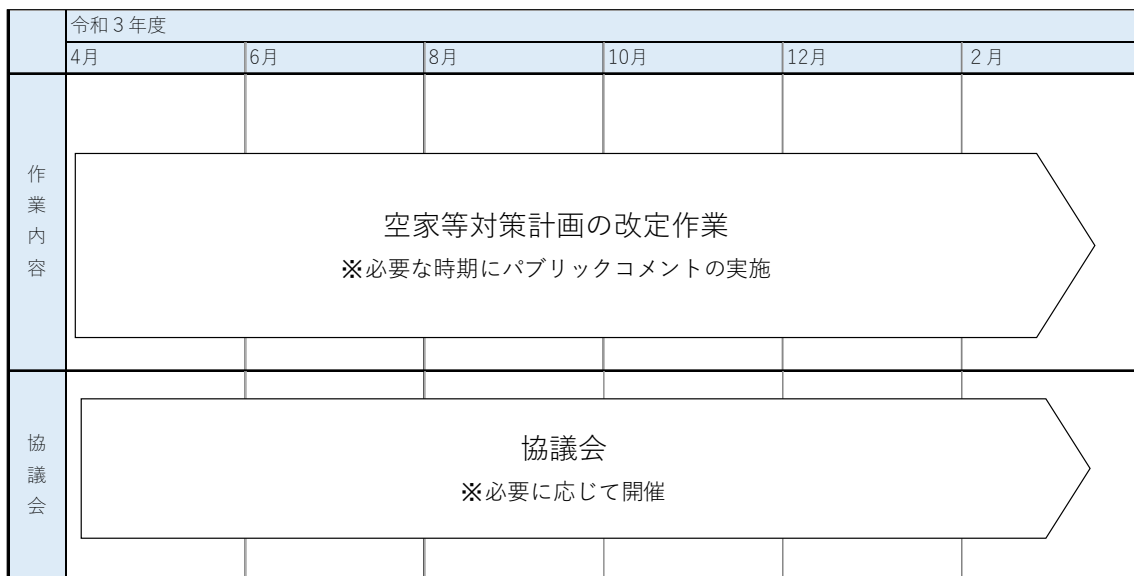 令和３年度
4月 6月 8月 10月 12月 ２月
作業内容
空家等対策計画の改定作業
※必要な時期にパブリックコメントの実施
協議会
協議会
※必要に応じて開催